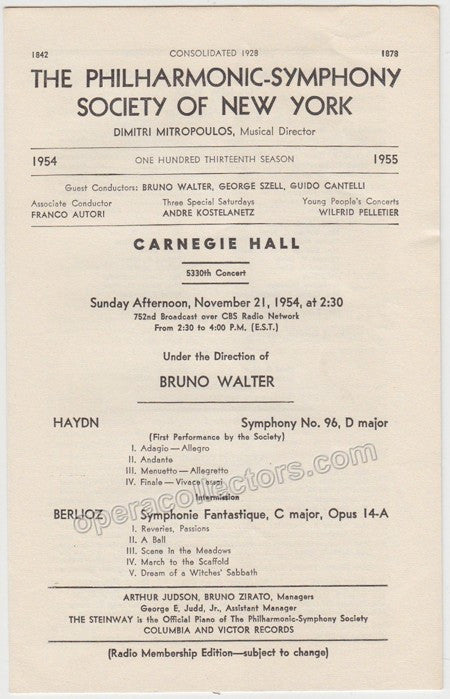 1842 CONSOLIDATED 1928 1878
THE PHILHARMONIC-SYMPHONY
SOCIETY OF NEW YORK
DIMITRI MITROPOULOS, Musical Director
1954 ONE HUNDRED THIRTEENTH SEASON 1955
Guest Conductors: BRUNO WALTER, GEORGE SZELL, GUIDO CANTELLI
Associate Conductor Three Special Saturdays Young People's Concerts
FRANCO AUTORI ANDRE KOSTELANETZ WILFRID PELLETIER
CARNEGIE HALL
5330th Concert
Sunday Afternoon, November 21, 1954, at 2:30
752nd Broadcast over CBS Radio Network
From 2:30 to 4:00 P.M. (E.S.T.)
Under the Direction of
BRUNO WALTER
HAYDN Symphony No. 96, D major
(First Performance by the Society)
I. Adagio—Allegro
II. Andante
III. Menuetto—Allegretto
IV. Finale—Vivace assai
Intermission
BERLIOZ Symphonie Fantastique, C major, Opus 14-A
I. Reveries, Passions
II. A Ball
III. Scene in the Meadows
IV. March to the Scaffold
V. Dream of a Witches' Sabbath
operacollectors.com
ARTHUR JUDSON, BRUNO ZIRATO, Managers
George E. Judd, Jr., Assistant Manager
THE STEINWAY is the Official Piano of The Philharmonic-Symphony Society
COLUMBIA AND VICTOR RECORDS
(Radio Membership Edition—subject to change)